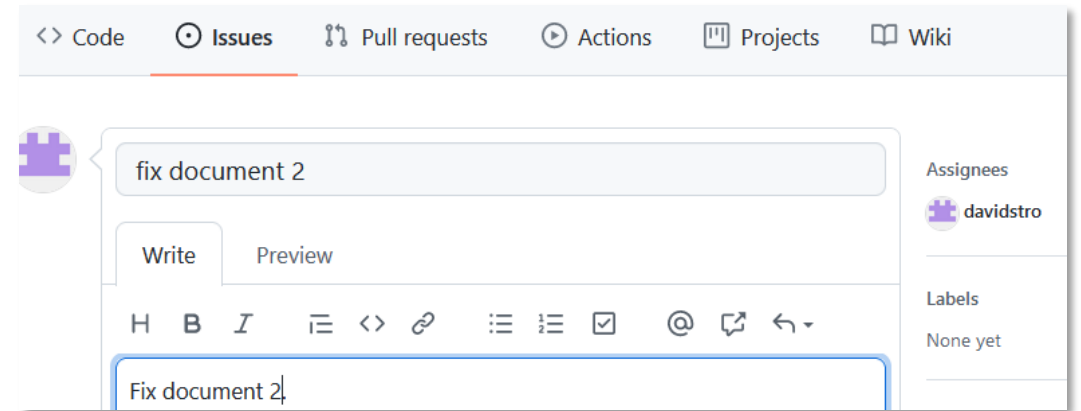 Code Issues Pull requests Actions Projects Wiki
fix document 2
Write Preview
H B I
Fix document 2.
Assignees
davidstro
Labels
None yet